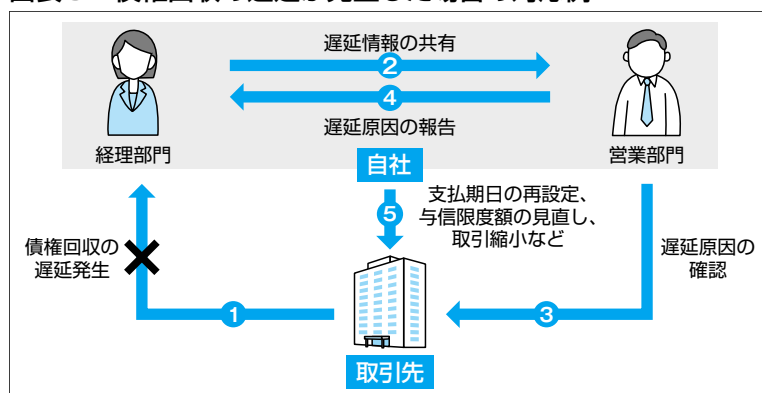 遅延情報の共有
2
4
遅延原因の報告
経理部門
営業部門
自社
5
支払期日の再設定、
与信限度額の見直し、
取引縮小など
債権回収の
遅延発生
遅延原因の
確認
1
3
取引先